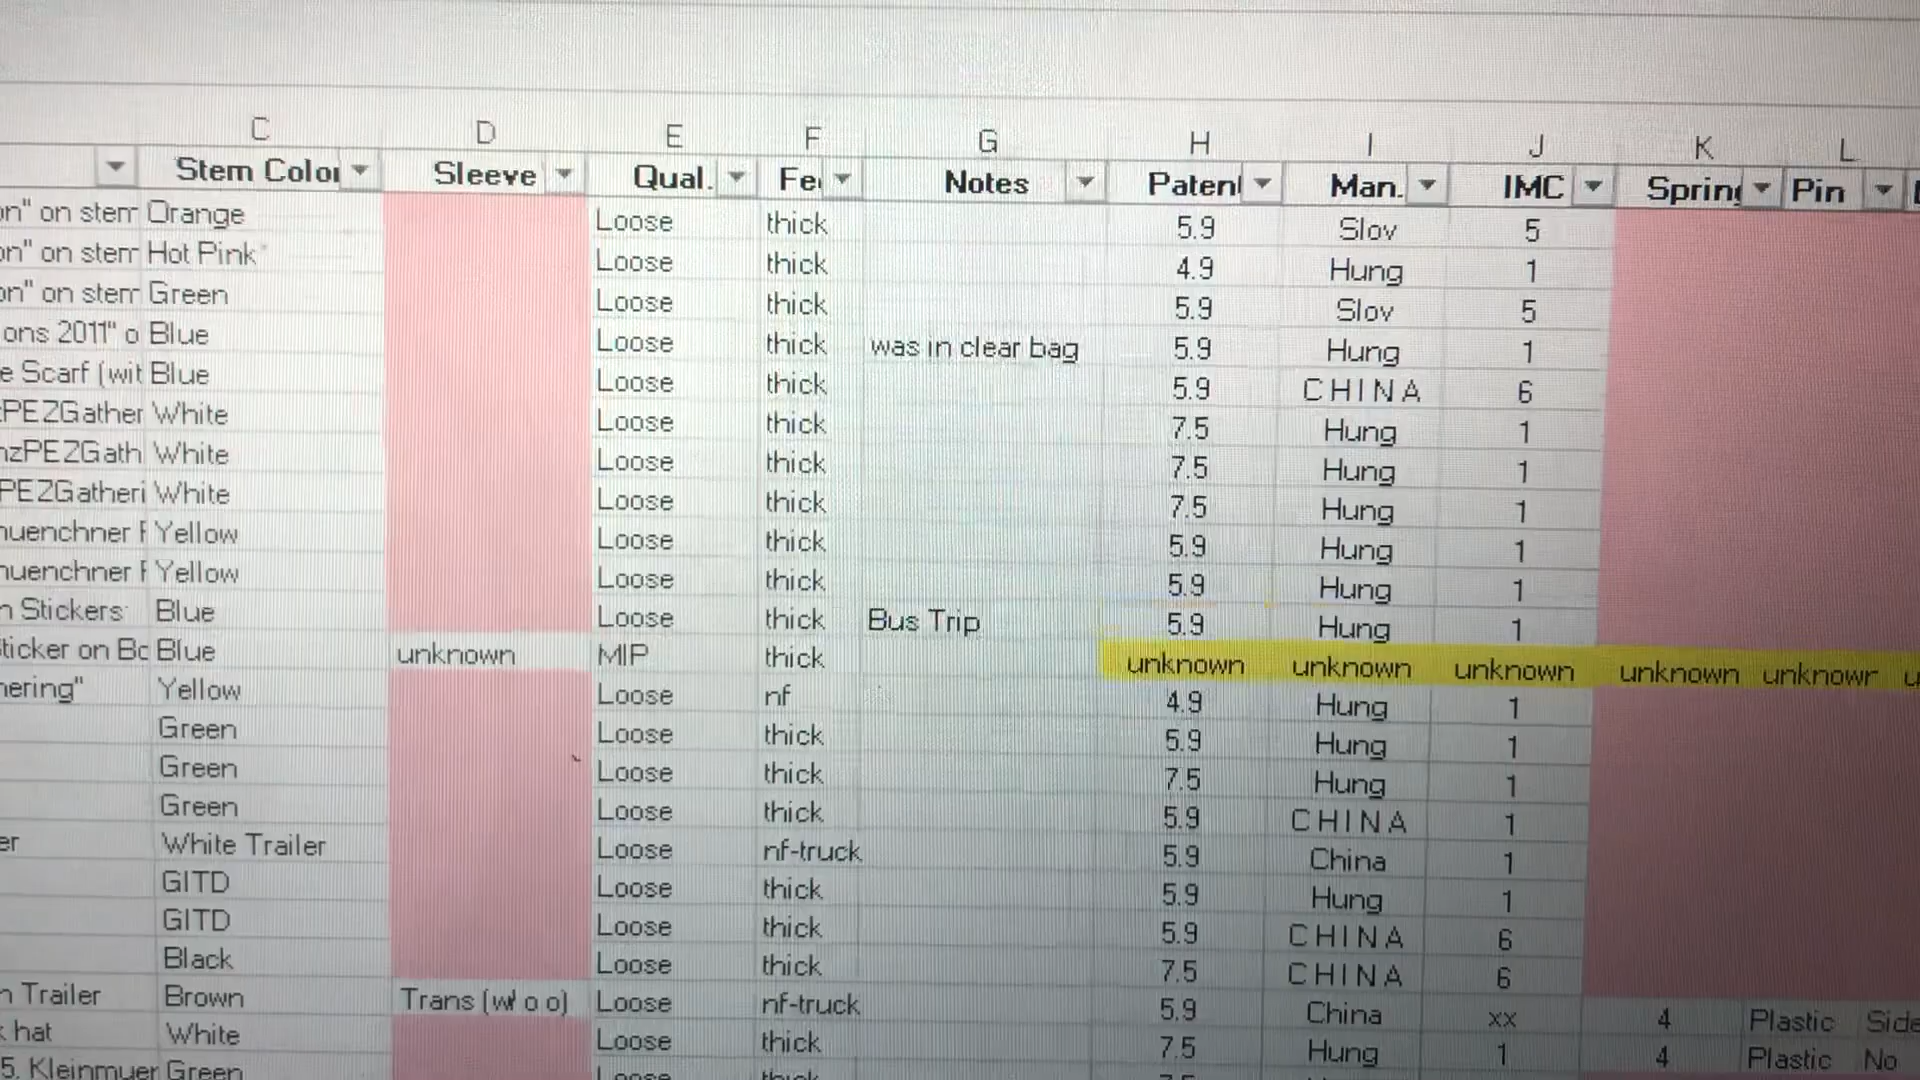 C D E F G H I J K L
Stem Color Sleeve Qual. Fe Notes Patent Man. IMC Spring Pin
on" on stem Orange Loose thick 5.9 Slov 5
on" on stem Hot Pink Loose thick 4.9 Hung 1
on" on stem Green Loose thick 5.9 Slov 5
ons 2011" o Blue Loose thick was in clear bag 5.9 Hung 1
e Scarf (wit Blue Loose thick 5.9 CHINA 6
PEZGather White Loose thick 7.5 Hung 1
nzPEZGath White Loose thick 7.5 Hung 1
PEZGatheri White Loose thick 7.5 Hung 1
uenchner F Yellow Loose thick 5.9 Hung 1
uenchner F Yellow Loose thick 5.9 Hung 1
n Stickers Blue Loose thick Bus Trip 5.9 Hung 1
ticker on Bo Blue unknown MIP thick unknown unknown unknown unknown unknowr
nering" Yellow Loose nf 4.9 Hung 1
Green Loose thick 5.9 Hung 1
Green Loose thick 7.5 Hung 1
Green Loose thick 5.9 CHINA 1
er White Trailer Loose nf-truck 5.9 China 1
GITD Loose thick 5.9 Hung 1
GITD Loose thick 5.9 CHINA 6
Black Loose thick 7.5 CHINA 6
n Trailer Brown Trans (w/ o o) Loose nf-truck 5.9 China xx 4 Plastic Side
k hat White Loose thick 7.5 Hung 1 4 Plastic No
5. Kleinmuer Green Loose thick